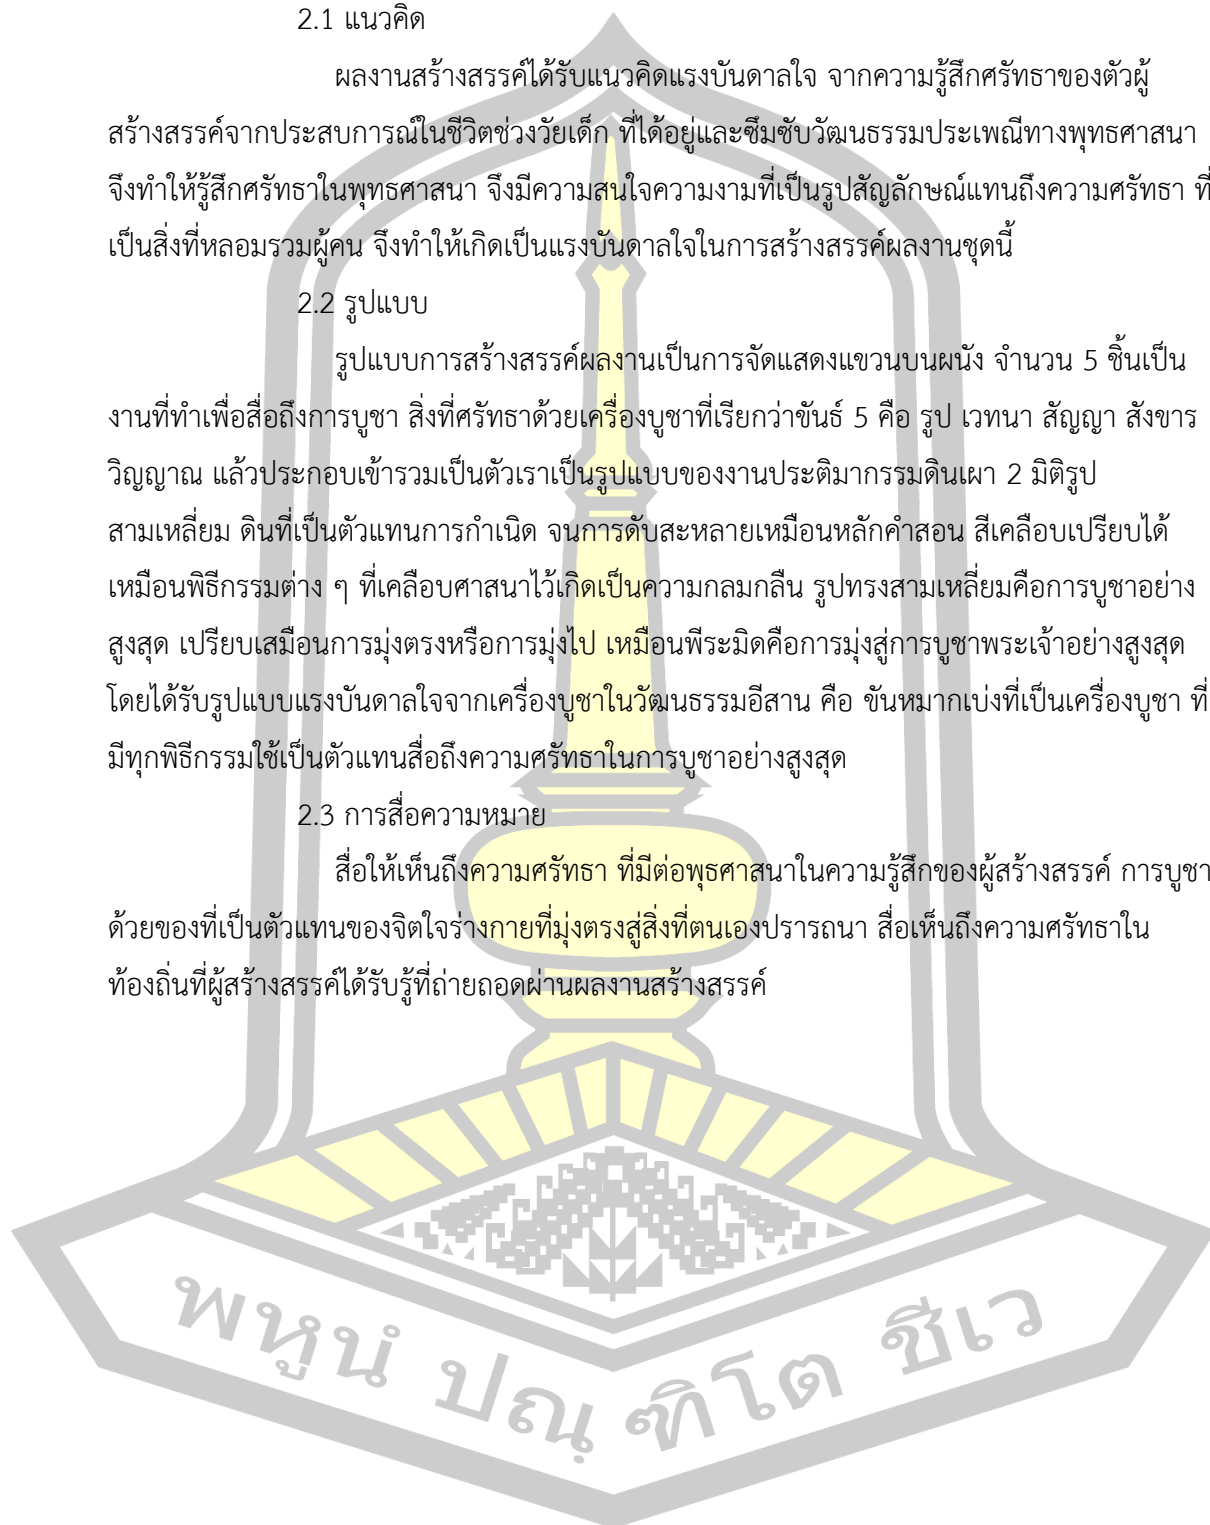 2.1 แนวคิด
ผลงานสร้างสรรค์ได้รับแนวคิดแรงบันดาลใจ จากความรู้สึกศรัทธาของตัวผู้
สร้างสรรค์จากประสบการณ์ในชีวิตช่วงวัยเด็ก ที่ได้อยู่และซึมซับวัฒนธรรมประเพณีทางพุทธศาสนา
จึงทำให้รู้สึกศรัทธาในพุทธศาสนา จึงมีความสนใจความงามที่เป็นรูปสัญลักษณ์แทนถึงความศรัทธา ที่
เป็นสิ่งที่หลอมรวมผู้คน จึงทำให้เกิดเป็นแรงบันดาลใจในการสร้างสรรค์ผลงานชุดนี้
2.2 รูปแบบ
รูปแบบการสร้างสรรค์ผลงานเป็นการจัดแสดงแขวนบนผนัง จำนวน 5 ชิ้นเป็น
งานที่ทำเพื่อสื่อถึงการบูชา สิ่งที่ศรัทธาด้วยเครื่องบูชาที่เรียกว่าขันธ์ 5 คือ รูป เวทนา สัญญา สังขาร
วิญญาณ แล้วประกอบเข้ารวมเป็นตัวเราเป็นรูปแบบของงานประติมากรรมดินเผา 2 มิติรูป
สามเหลี่ยม ดินที่เป็นตัวแทนการกำเนิด จนการดับสะหลายเหมือนหลักคำสอน สีเคลือบเปรียบได้
เหมือนพิธีกรรมต่าง ๆ ที่เคลือบศาสนาไว้เกิดเป็นความกลมกลืน รูปทรงสามเหลี่ยมคือการบูชาอย่าง
สูงสุด เปรียบเสมือนการมุ่งตรงหรือการมุ่งไป เหมือนพีระมิดคือการมุ่งสู่การบูชาพระเจ้าอย่างสูงสุด
โดยได้รับรูปแบบแรงบันดาลใจจากเครื่องบูชาในวัฒนธรรมอีสาน คือ ขันหมากเบ่งที่เป็นเครื่องบูชา ที่
มีทุกพิธีกรรมใช้เป็นตัวแทนสื่อถึงความศรัทธาในการบูชาอย่างสูงสุด
2.3 การสื่อความหมาย
สื่อให้เห็นถึงความศรัทธา ที่มีต่อพุธศาสนาในความรู้สึกของผู้สร้างสรรค์ การบูชา
ด้วยของที่เป็นตัวแทนของจิตใจร่างกายที่มุ่งตรงสู่สิ่งที่ตนเองปรารถนา สื่อเห็นถึงความศรัทธาใน
ท้องถิ่นที่ผู้สร้างสรรค์ได้รับรู้ที่ถ่ายถอดผ่านผลงานสร้างสรรค์
พหูนํ ปณฺฑิโต ชีเว